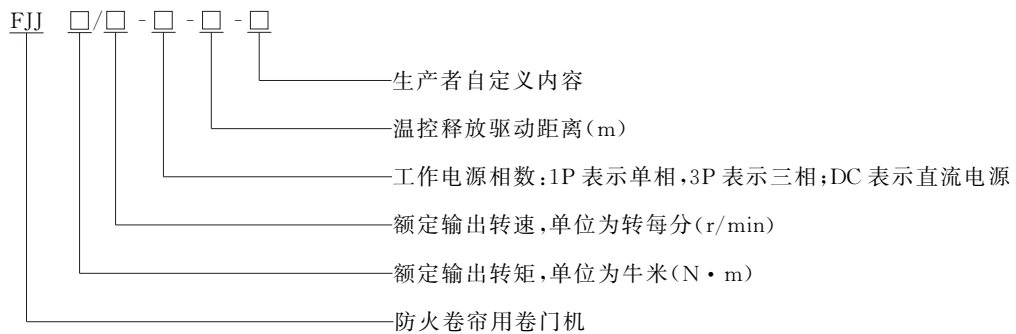 FJJ □/□-□-□-□
生产者自定义内容
温控释放驱动距离(m)
工作电源相数:1P 表示单相,3P 表示三相;DC 表示直流电源
额定输出转速,单位为转每分(r/min)
额定输出转矩,单位为牛米(N·m)
防火卷帘用卷门机